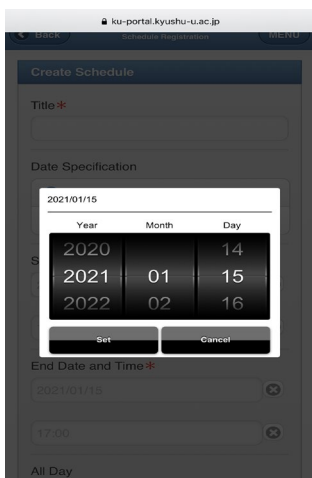 ku-portal.kyushu-u.ac.jp
Back Schedule Registration MENU
Create Schedule
Title*
Date Specification
2021/01/15
Year Month Day
2020 14
2021 01 15
2022 02 16
S
Set Cancel
End Date and Time*
2021/01/15
17:00
All Day